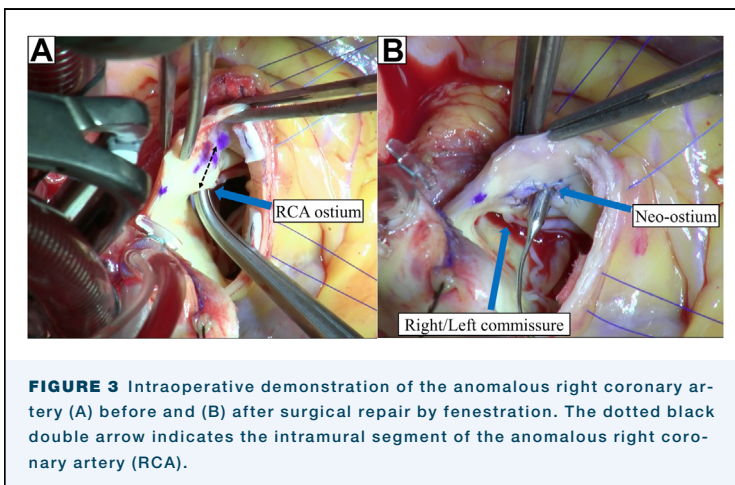 A
B
RCA ostium
Neo-ostium
Right/Left commissure
FIGURE 3 Intraoperative demonstration of the anomalous right coronary ar-
tery (A) before and (B) after surgical repair by fenestration. The dotted black
double arrow indicates the intramural segment of the anomalous right coro-
nary artery (RCA).